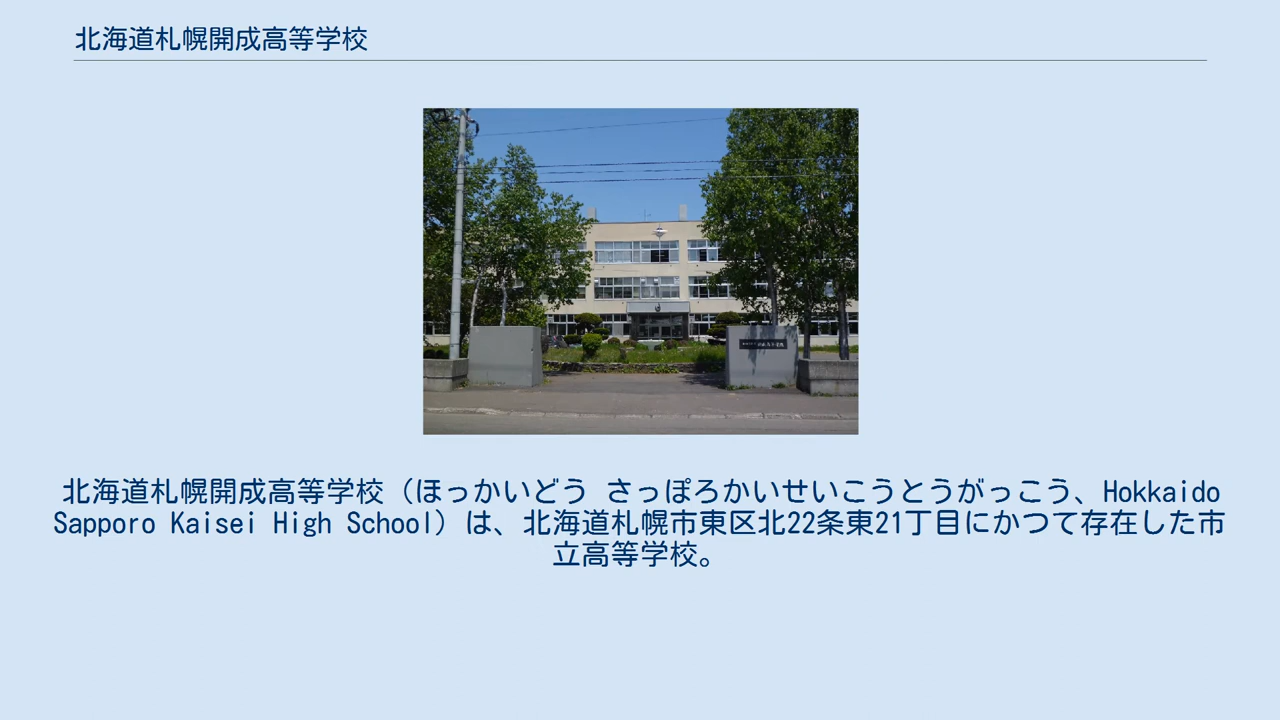 北海道札幌開成高等学校
北海道札幌開成高等学校（ほっかいどう さっぽろかいせいこうとうがっこう、Hokkaido
Sapporo Kaisei High School）は、北海道札幌市東区北22条東21丁目にかつて存在した市
立高等学校。